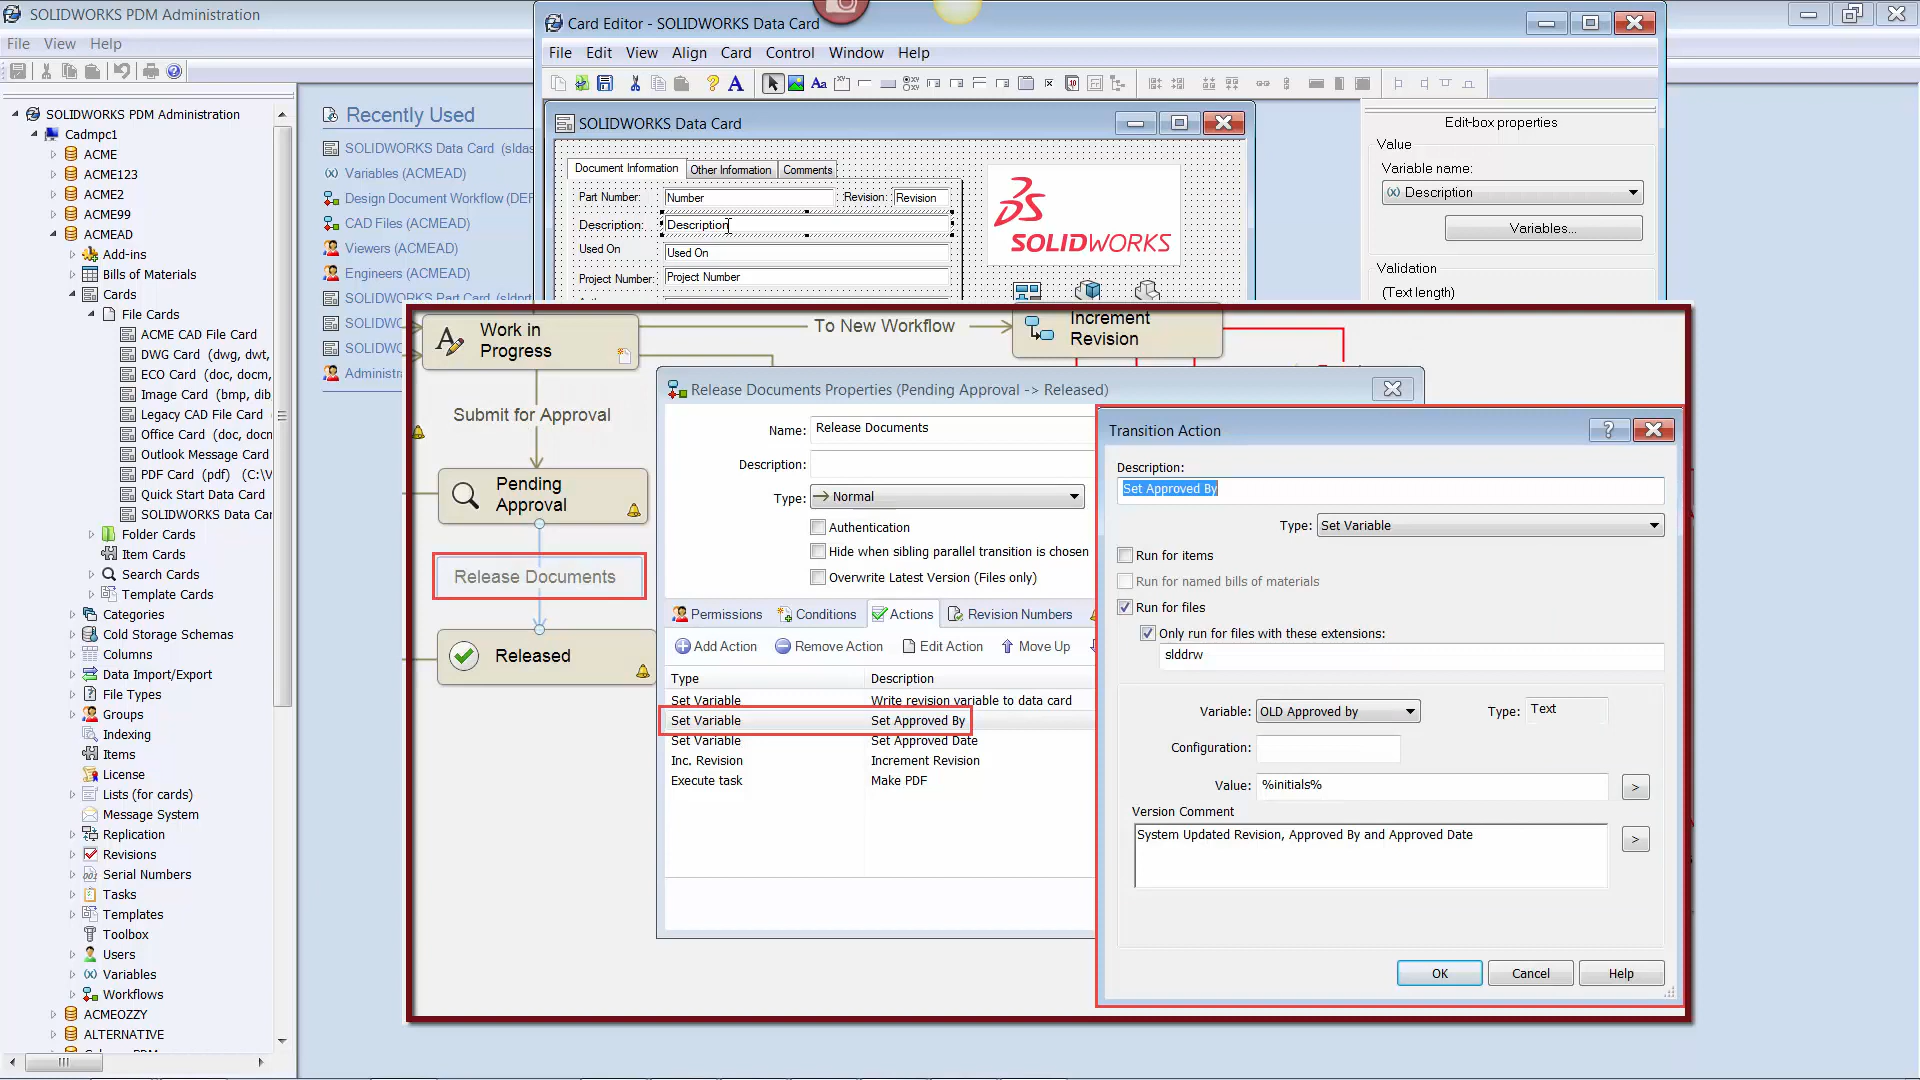 SOLIDWORKS PDM Administration
File View Help
SOLIDWORKS PDM Administration
Cadmpc1
ACME
ACME123
ACME2
ACME99
ACMEAD
Add-ins
Bills of Materials
Cards
File Cards
ACME CAD File Card
DWG Card (dwg, dwt,
ECO Card (doc, docm,
Image Card (bmp, dib
Legacy CAD File Card
Office Card (doc, docm
Outlook Message Card
PDF Card (pdf) (C:\V
Quick Start Data Card
SOLIDWORKS Data Car
Folder Cards
Item Cards
Search Cards
Template Cards
Categories
Cold Storage Schemas
Columns
Data Import/Export
File Types
Groups
Indexing
Items
License
Lists (for cards)
Message System
Replication
Revisions
Serial Numbers
Tasks
Templates
Toolbox
Users
Variables
Workflows
ACMEOZZY
ALTERNATIVE
Recently Used
SOLIDWORKS Data Card (sldas
Variables (ACMEAD)
Design Document Workflow (DEF
CAD Files (ACMEAD)
Viewers (ACMEAD)
Engineers (ACMEAD)
SOLIDWORKS Part Card (sldprt
SOLIDWO
SOLIDWO
Administra
Card Editor - SOLIDWORKS Data Card
File Edit View Align Card Control Window Help
SOLIDWORKS Data Card
Document Information Other Information Comments
Part Number: Number Revision: Revision
Description: Description
Used On Used On
Project Number: Project Number
SOLIDWORKS
Edit-box properties
Value
Variable name:
(x) Description
Variables...
Validation
(Text length)
Work in
Progress
To New Workflow
Increment
Revision
Submit for Approval
Pending
Approval
Release Documents
Released
Release Documents Properties (Pending Approval -> Released)
Name: Release Documents
Description:
Type: Normal
Authentication
Hide when sibling parallel transition is chosen
Overwrite Latest Version (Files only)
Permissions Conditions Actions Revision Numbers
Add Action Remove Action Edit Action Move Up
Type Description
Set Variable Write revision variable to data card
Set Variable Set Approved By
Set Variable Set Approved Date
Inc. Revision Increment Revision
Execute task Make PDF
Transition Action
Description:
Set Approved By
Type: Set Variable
Run for items
Run for named bills of materials
Run for files
Only run for files with these extensions:
slddrw
Variable: OLD Approved by Type: Text
Configuration:
Value: %initials% >
Version Comment
System Updated Revision, Approved By and Approved Date >
OK Cancel Help